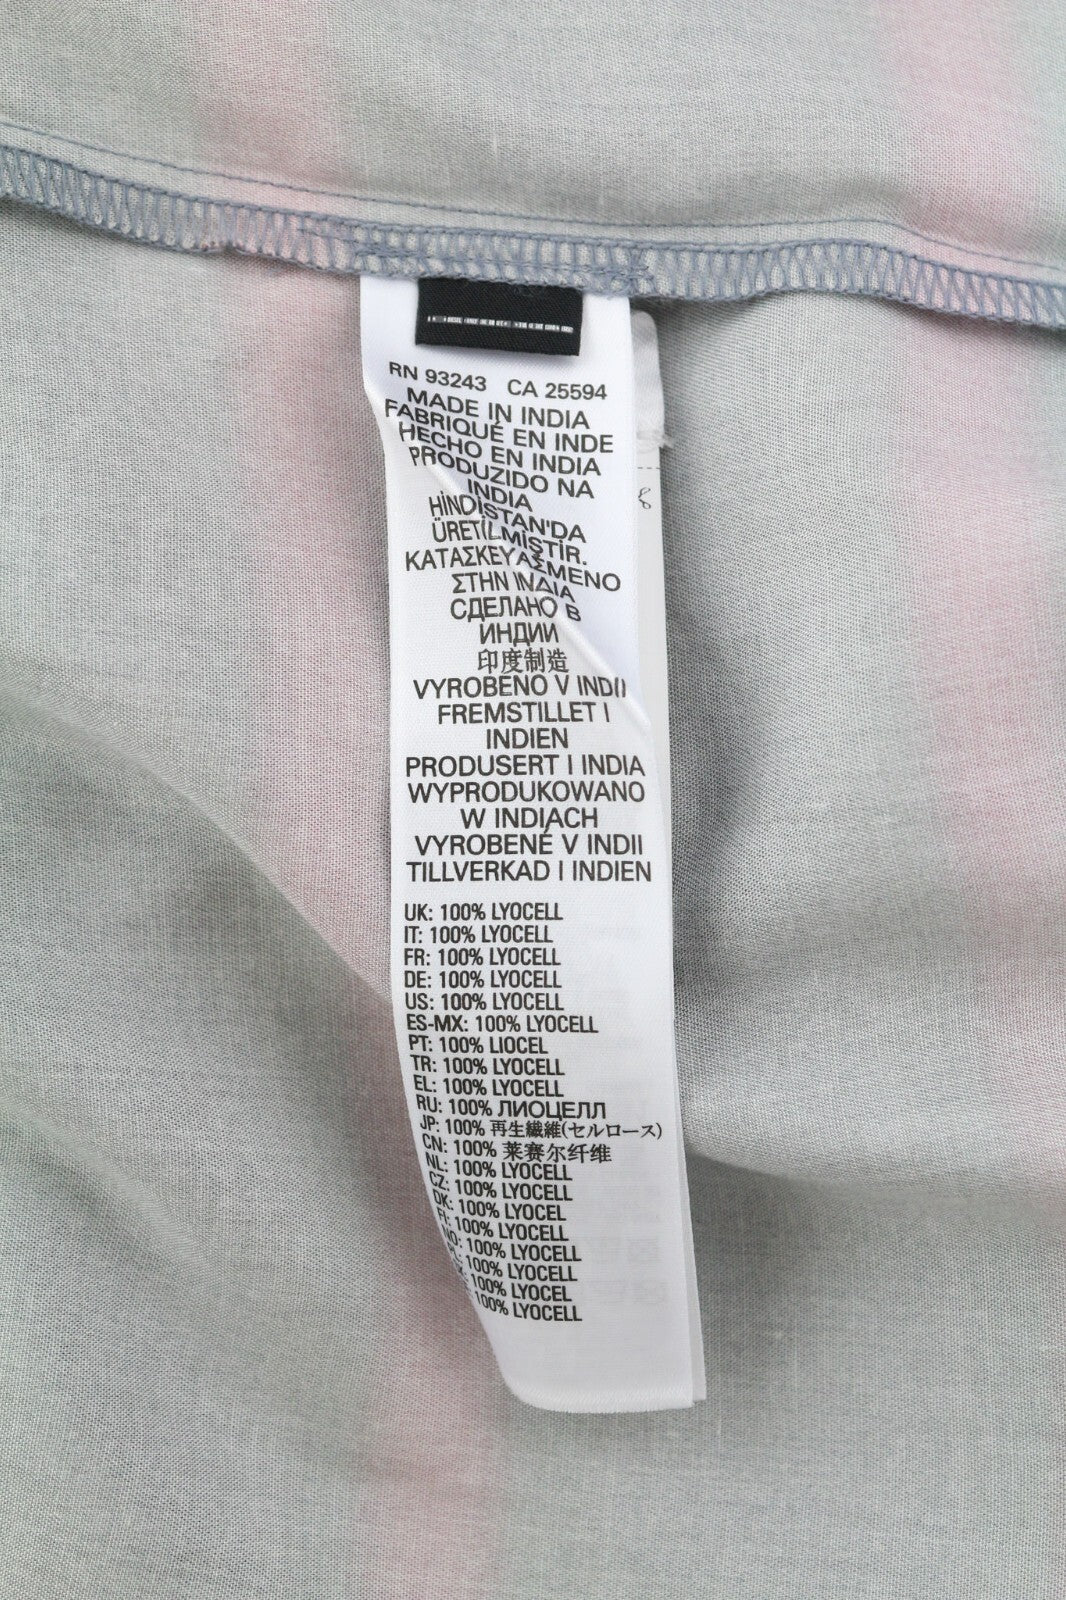 RN 93243 CA 25594
MADE IN INDIA
FABRIQUÉ EN INDE
HECHO EN INDIA
PRODUZIDO NA
INDIA
HİNDİSTAN'DA
ÜRETİLMİŞTİR.
ΚΑΤΑΣΚΕΥΑΣΜΕΝΟ
ΣΤΗΝ ΙΝΔΙΑ
СДЕЛАНО В
ИНДИИ
印度制造
VYROBENO V INDII
FREMSTILLET I
INDIEN
PRODUSERT I INDIA
WYPRODUKOWANO
W INDIACH
VYROBENÉ V INDII
TILLVERKAD I INDIEN
UK: 100% LYOCELL
IT: 100% LYOCELL
FR: 100% LYOCELL
DE: 100% LYOCELL
US: 100% LYOCELL
ES-MX: 100% LYOCELL
PT: 100% LIOCEL
TR: 100% LYOCELL
EL: 100% LYOCELL
RU: 100% ЛИОЦЕЛЛ
JP: 100% 再生繊維(セルロース)
CN: 100% 莱赛尔纤维
NL: 100% LYOCELL
CZ: 100% LYOCELL
DK: 100% LYOCEL
FI: 100% LYOCELL
NO: 100% LYOCELL
100% LYOCELL
100% LYOCEL
100% LYOCELL